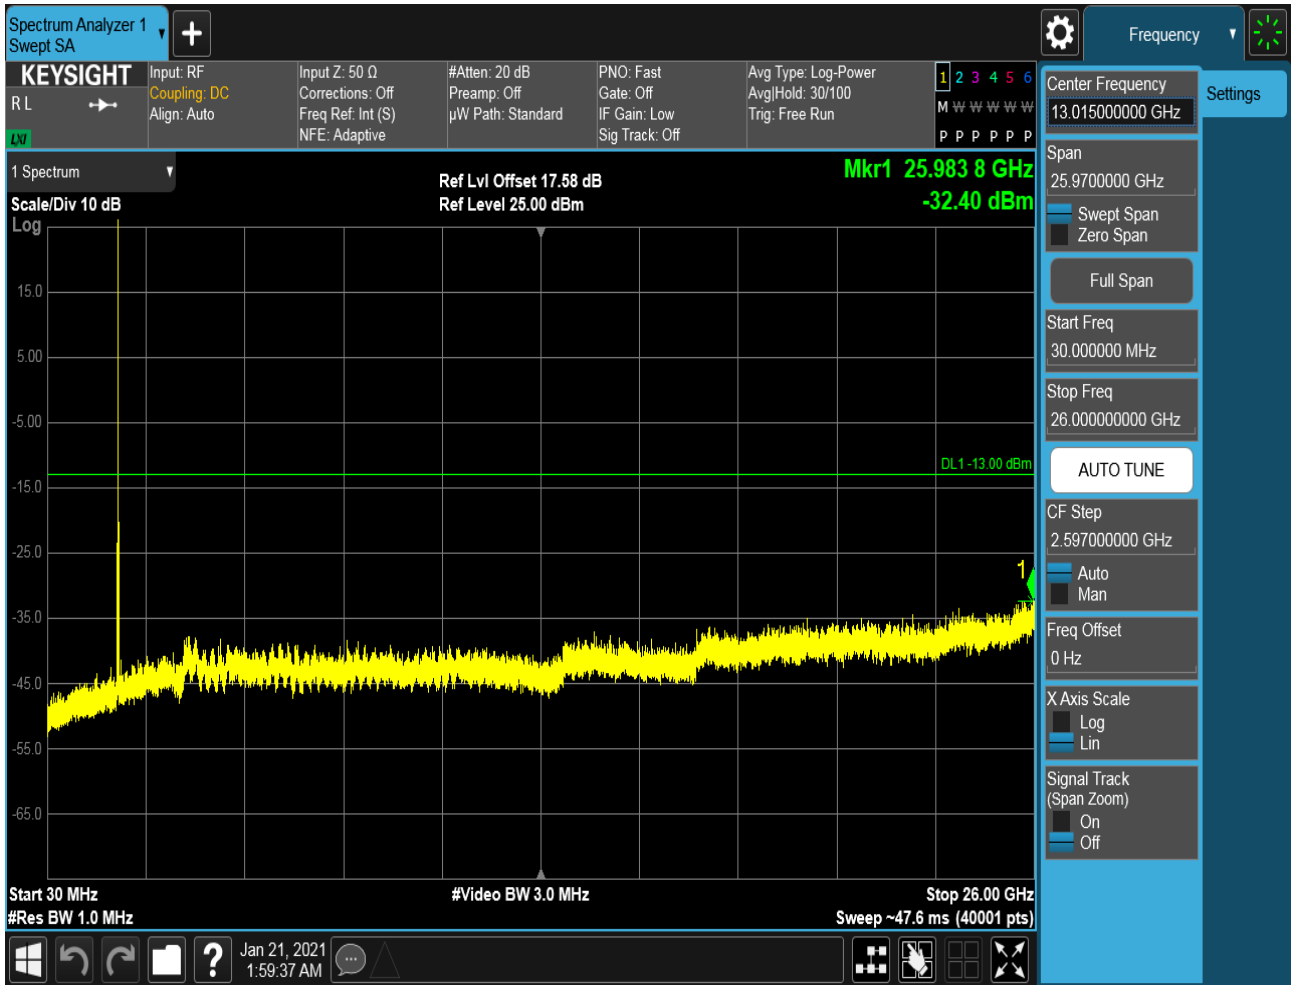 Spectrum Analyzer 1
Swept SA
Frequency
KEYSIGHT
R L
LXI
Input: RF
Coupling: DC
Align: Auto
Input Z: 50 Ω
Corrections: Off
Freq Ref: Int (S)
NFE: Adaptive
#Atten: 20 dB
Preamp: Off
µW Path: Standard
PNO: Fast
Gate: Off
IF Gain: Low
Sig Track: Off
Avg Type: Log-Power
Avg|Hold: 30/100
Trig: Free Run
1 2 3 4 5 6
M W W W W W
P P P P P P
1 Spectrum
Scale/Div 10 dB
Log
Ref Lvl Offset 17.58 dB
Ref Level 25.00 dBm
Mkr1 25.983 8 GHz
-32.40 dBm
15.0
5.00
-5.00
-15.0
-25.0
-35.0
-45.0
-55.0
-65.0
DL1 -13.00 dBm
1
Start 30 MHz
#Res BW 1.0 MHz
#Video BW 3.0 MHz
Stop 26.00 GHz
Sweep ~47.6 ms (40001 pts)
Center Frequency
13.015000000 GHz
Settings
Span
25.9700000 GHz
Swept Span
Zero Span
Full Span
Start Freq
30.000000 MHz
Stop Freq
26.000000000 GHz
AUTO TUNE
CF Step
2.597000000 GHz
Auto
Man
Freq Offset
0 Hz
X Axis Scale
Log
Lin
Signal Track
(Span Zoom)
On
Off
?
Jan 21, 2021
1:59:37 AM